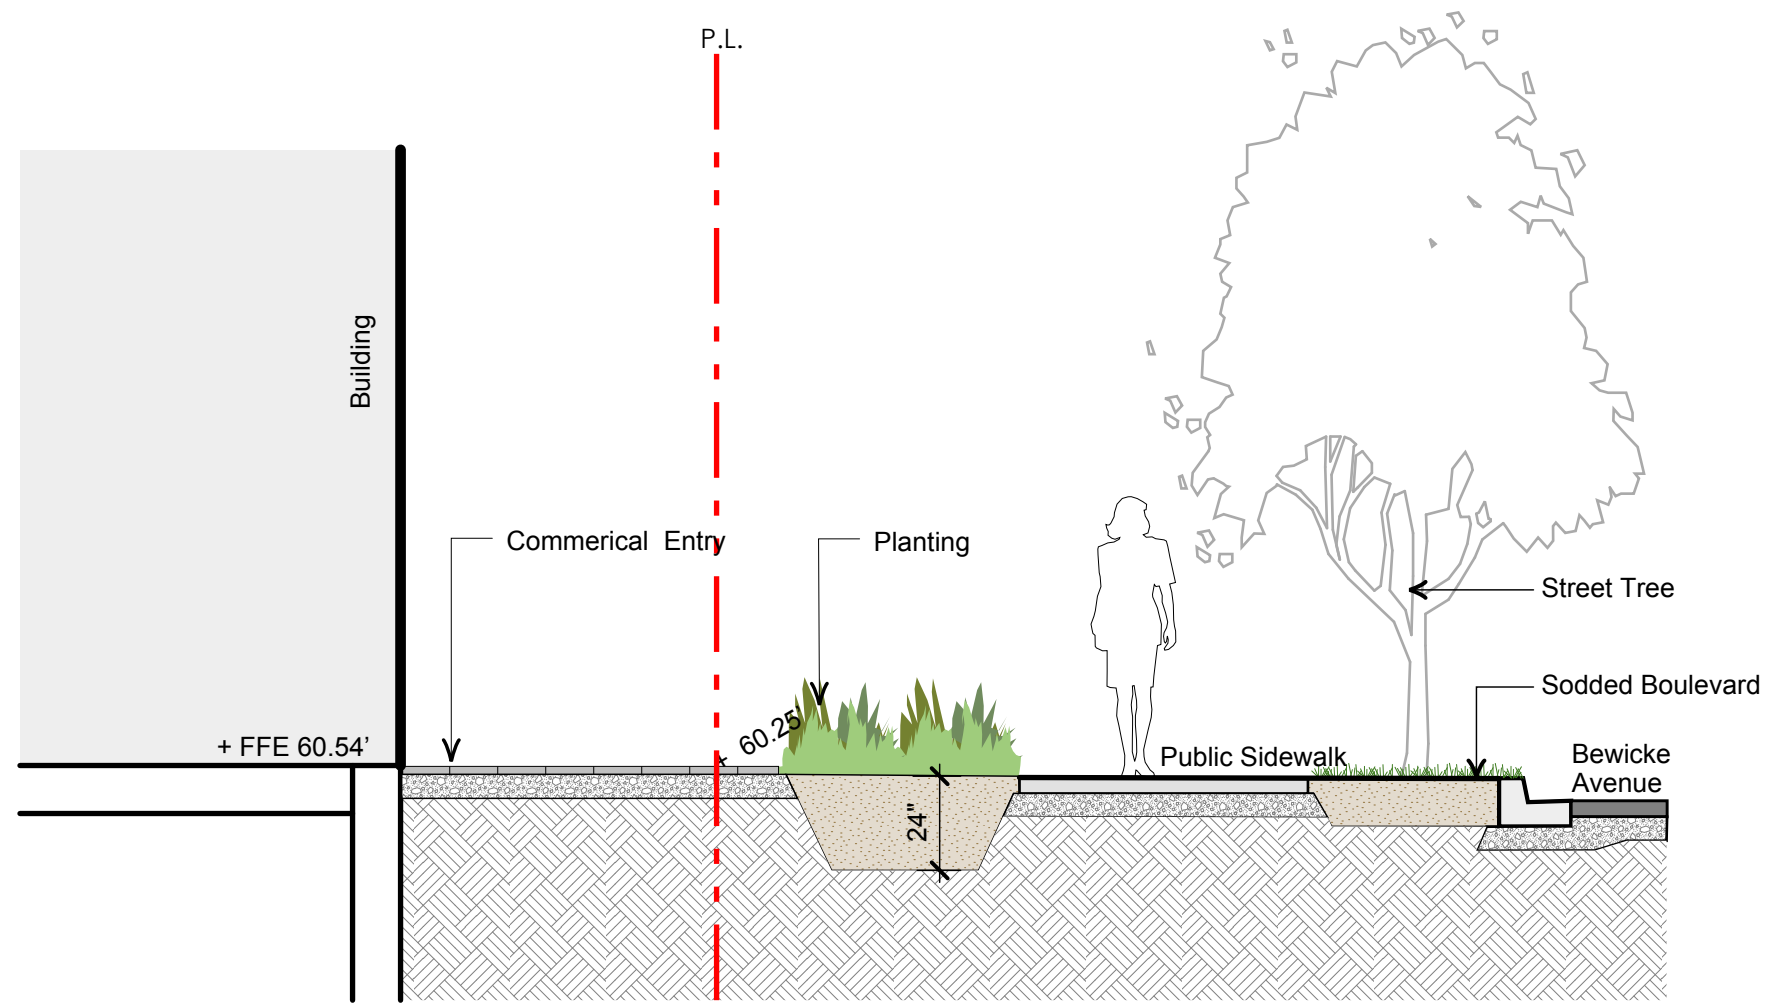 P.L.
Building
Commerical Entry
Planting
Street Tree
Sodded Boulevard
+ 60.25'
+ FFE 60.54’
Public Sidewalk
Bewicke
Avenue
24"